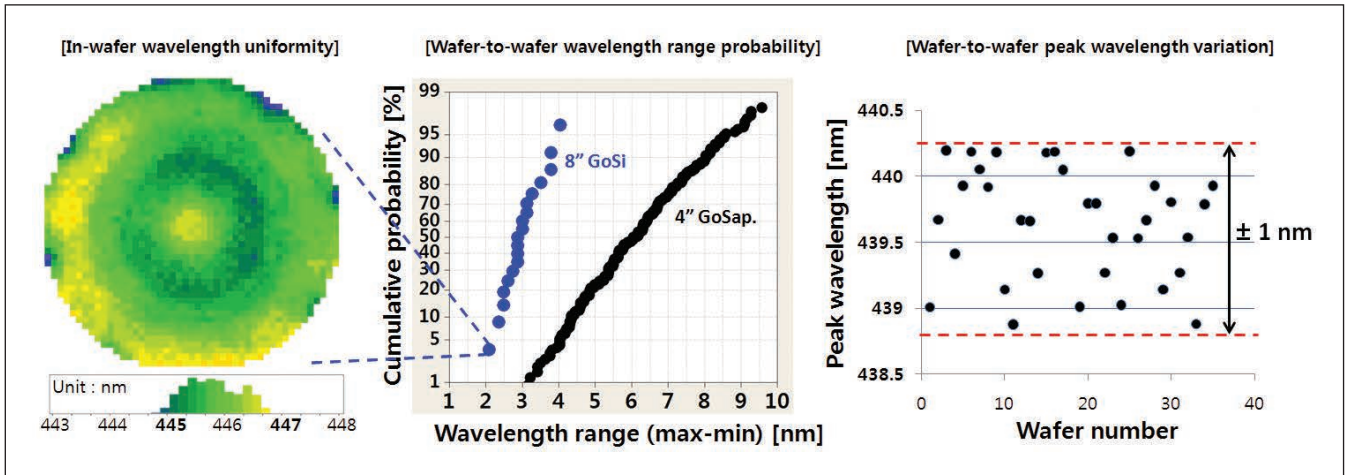 [In-wafer wavelength uniformity]
Unit : nm
443 444 445 446 447 448
[Wafer-to-wafer wavelength range probability]
Cumulative probability [%]
99
95
90
80
70
60
50
40
30
20
10
5
1
8” GoSi
4” GoSap.
1 2 3 4 5 6 7 8 9 10
Wavelength range (max-min) [nm]
[Wafer-to-wafer peak wavelength variation]
Peak wavelength [nm]
440.5
440
439.5
439
438.5
± 1 nm
0 10 20 30 40
Wafer number